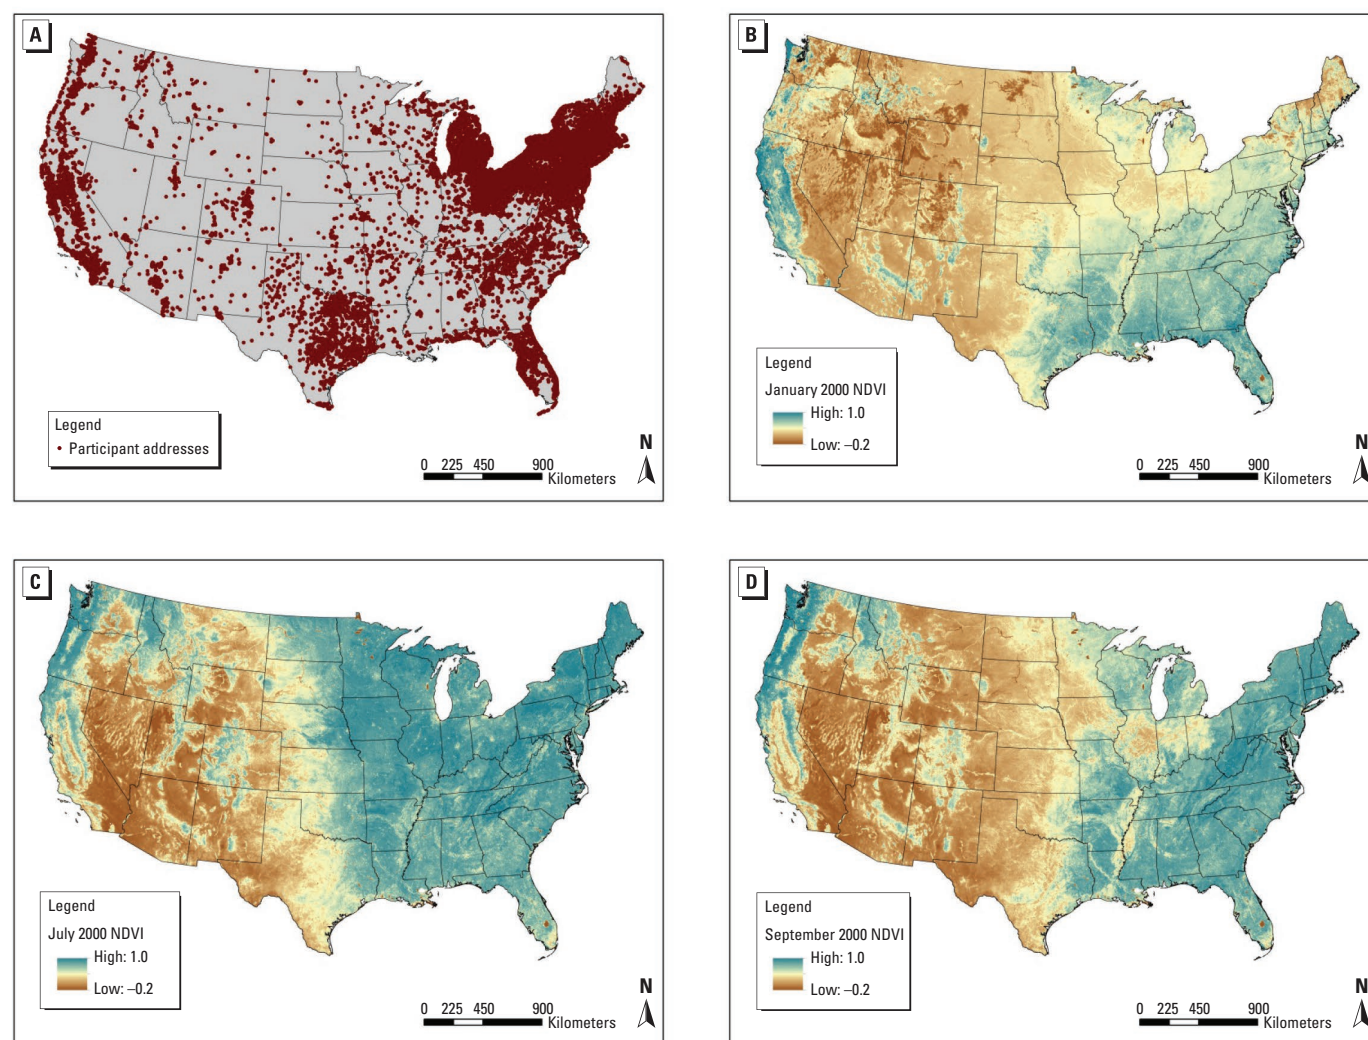 A
Legend
• Participant addresses
0 225 450 900
Kilometers
N
B
Legend
January 2000 NDVI
High: 1.0
Low: –0.2
0 225 450 900
Kilometers
N
C
Legend
July 2000 NDVI
High: 1.0
Low: –0.2
0 225 450 900
Kilometers
N
D
Legend
September 2000 NDVI
High: 1.0
Low: –0.2
0 225 450 900
Kilometers
N